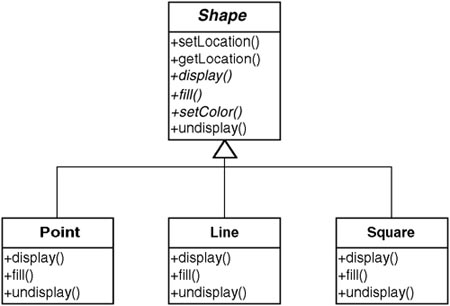 Shape
+setLocation()
+getLocation()
+display()
+fill()
+setColor()
+undisplay()
Point
+display()
+fill()
+undisplay()
Line
+display()
+fill()
+undisplay()
Square
+display()
+fill()
+undisplay()